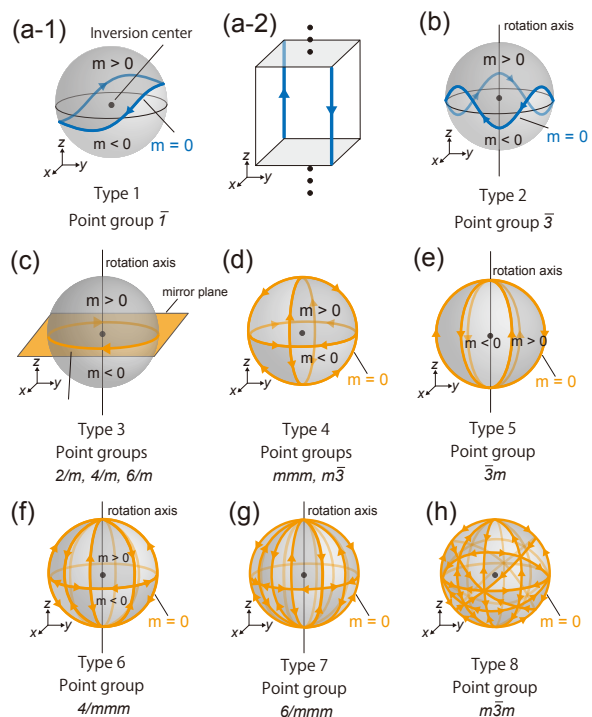 (a-1)
Inversion center
m > 0
m < 0
m = 0
z
y
x
Type 1
Point group 1̅
(a-2)
(b)
rotation axis
m > 0
m < 0
m = 0
z
y
x
Type 2
Point group 3̅
(c)
rotation axis
mirror plane
m > 0
m < 0
z
y
x
Type 3
Point groups
2/m, 4/m, 6/m
(d)
m > 0
m < 0
m = 0
z
y
x
Type 4
Point groups
mmm, m3̅
(e)
rotation axis
m < 0
m > 0
m = 0
z
y
x
Type 5
Point group
3̅m
(f)
rotation axis
m > 0
m < 0
m = 0
z
y
x
Type 6
Point group
4/mmm
(g)
rotation axis
m = 0
z
y
x
Type 7
Point group
6/mmm
(h)
m = 0
z
y
x
Type 8
Point group
m3̅m